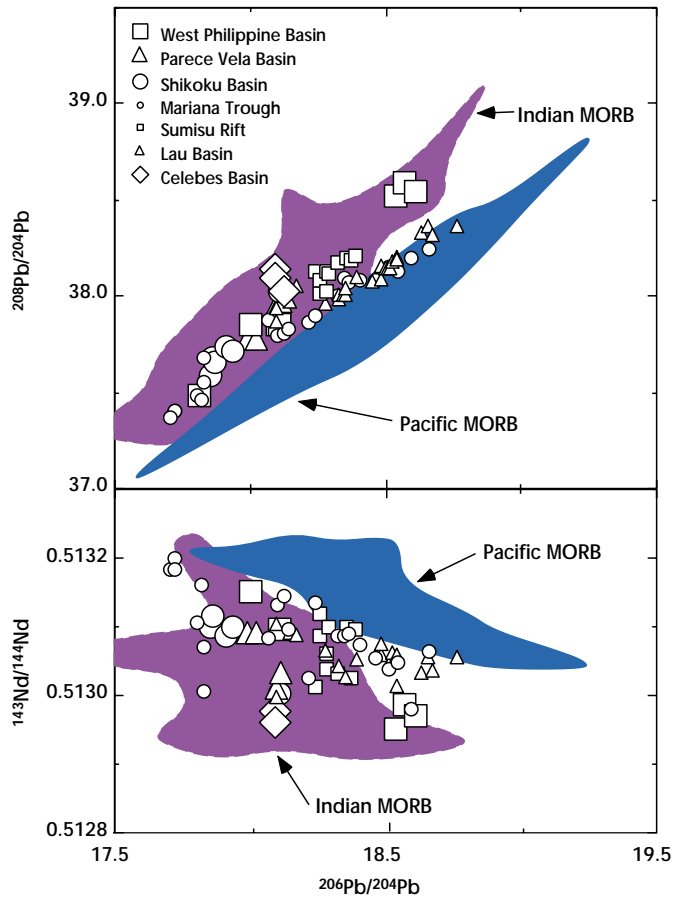 West Philippine Basin
Parece Vela Basin
Shikoku Basin
Mariana Trough
Sumisu Rift
Lau Basin
Celebes Basin
39.0
Indian MORB
208Pb/204Pb
38.0
Pacific MORB
37.0
0.5132
Pacific MORB
143Nd/144Nd
0.5130
Indian MORB
0.5128
17.5
18.5
19.5
206Pb/204Pb